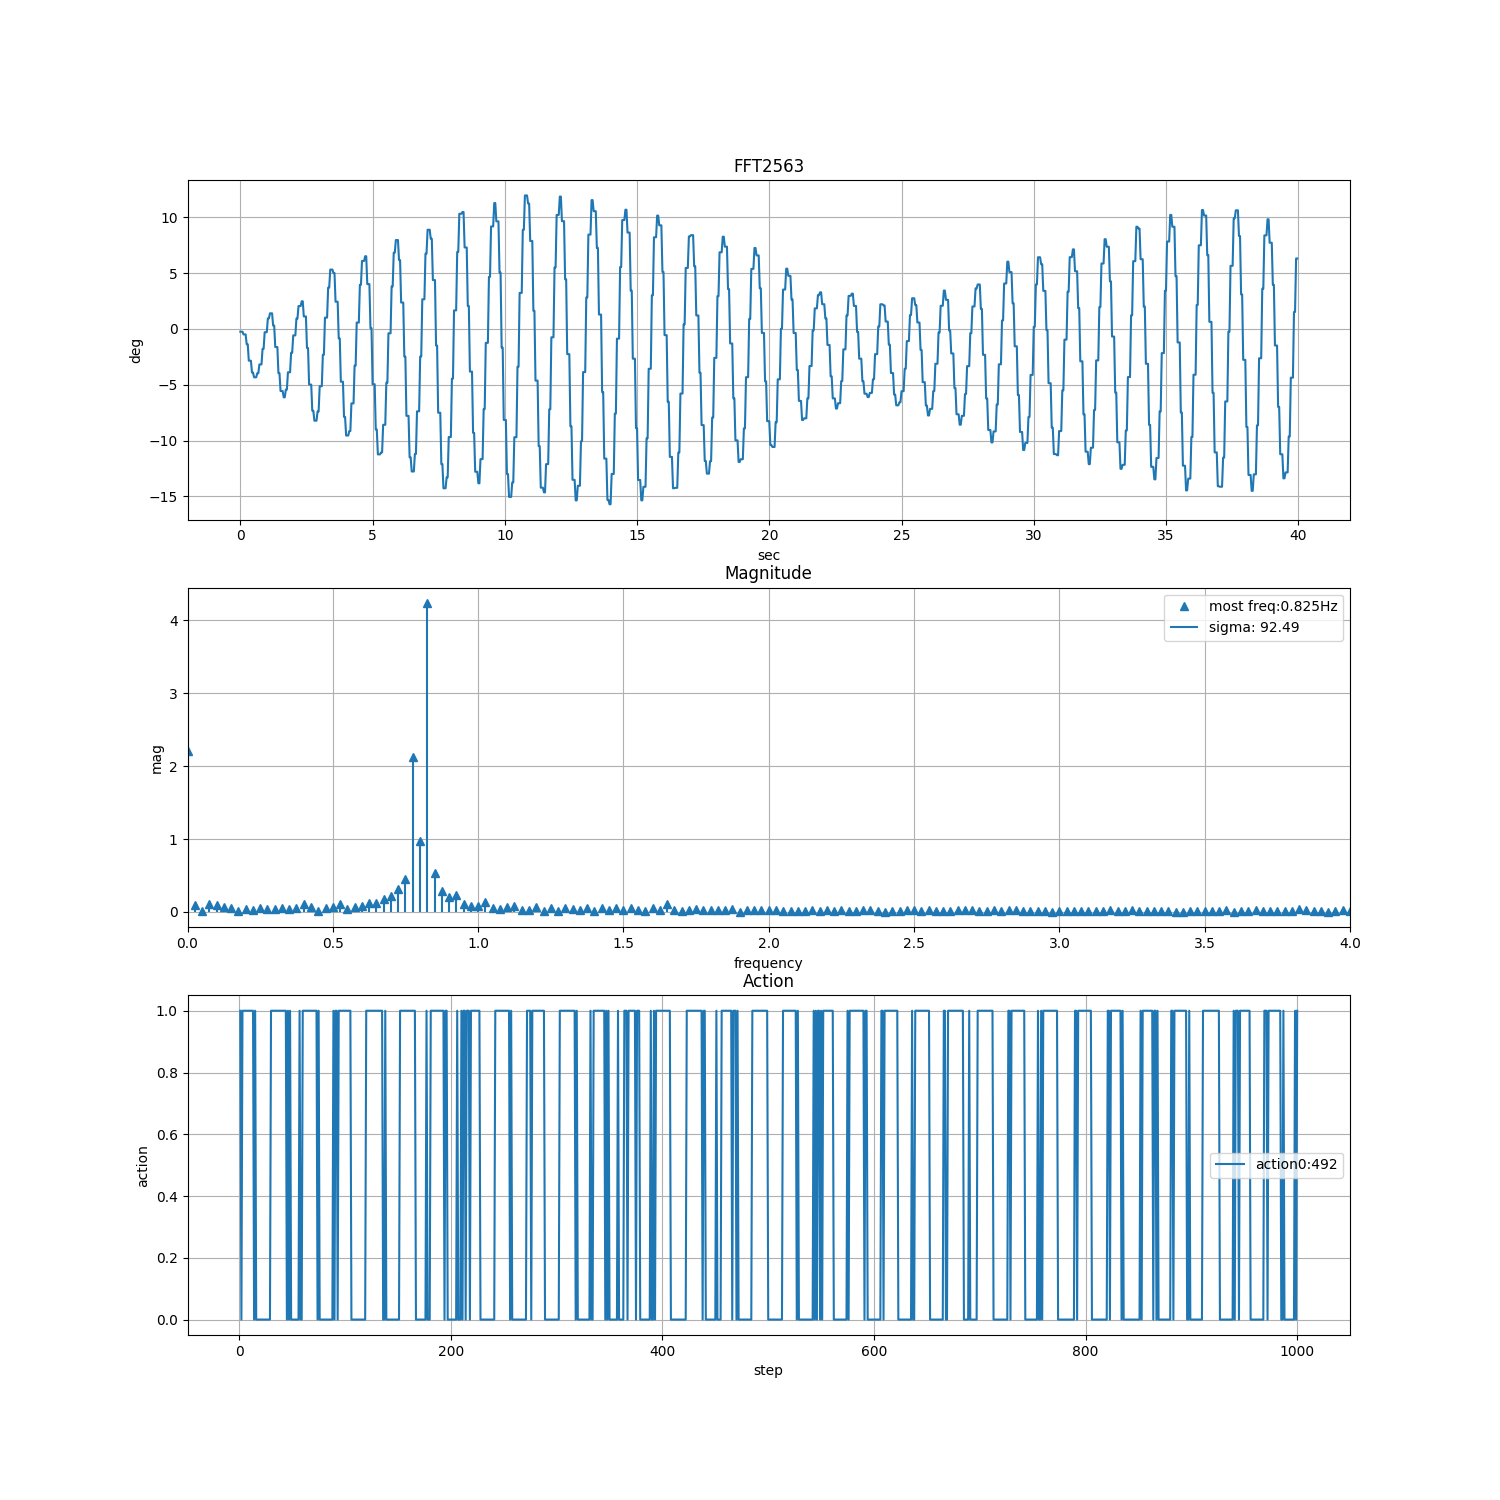 FFT2563
10
5
0
−5
−10
−15
deg
0 5 10 15 20 25 30 35 40
sec
Magnitude
most freq:0.825Hz
sigma: 92.49
4
3
2
1
0
mag
0.0 0.5 1.0 1.5 2.0 2.5 3.0 3.5 4.0
frequency
Action
1.0
0.8
0.6
0.4
0.2
0.0
action
action0:492
0 200 400 600 800 1000
step